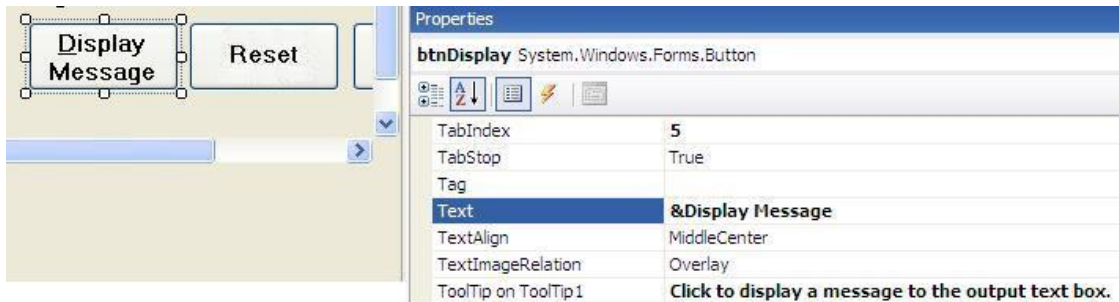 Display
Message
Reset
Properties
btnDisplay System.Windows.Forms.Button
TabIndex 5
TabStop True
Tag
Text &Display Message
TextAlign MiddleCenter
TextImageRelation Overlay
ToolTip on ToolTip1 Click to display a message to the output text box.